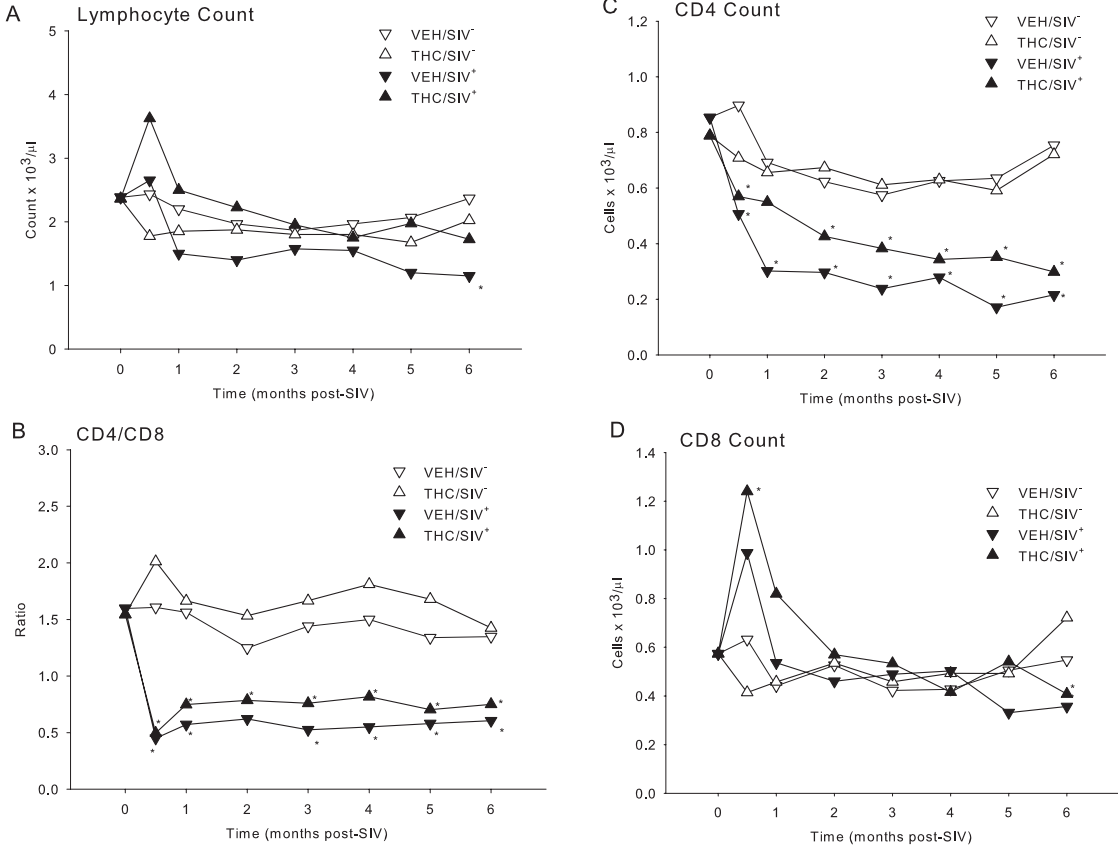 A
Lymphocyte Count
VEH/SIV⁻
THC/SIV⁻
VEH/SIV⁺
THC/SIV⁺
5
4
3
2
1
0
Count x 10³/μl
0 1 2 3 4 5 6
Time (months post-SIV)
*
C
CD4 Count
VEH/SIV⁻
THC/SIV⁻
VEH/SIV⁺
THC/SIV⁺
1.2
1.0
0.8
0.6
0.4
0.2
0.0
Cells x 10³/μl
* * * * * *
* * * * * * *
0 1 2 3 4 5 6
Time (months post-SIV)
B
CD4/CD8
VEH/SIV⁻
THC/SIV⁻
VEH/SIV⁺
THC/SIV⁺
3.0
2.5
2.0
1.5
1.0
0.5
0.0
Ratio
* * * * * * *
* * * * * *
0 1 2 3 4 5 6
Time (months post-SIV)
D
CD8 Count
VEH/SIV⁻
THC/SIV⁻
VEH/SIV⁺
THC/SIV⁺
1.4
1.2
1.0
0.8
0.6
0.4
0.2
0.0
Cells x 10³/μl
*
*
0 1 2 3 4 5 6
Time (months post-SIV)